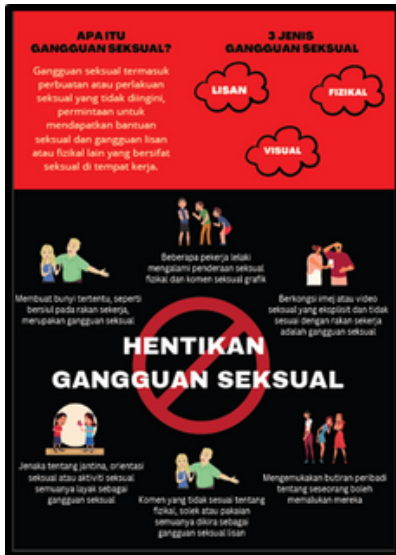 APA ITU
GANGGUAN SEKSUAL?
Gangguan seksual termasuk
perbuatan atau perlakuan
seksual yang tidak diingini,
permintaan untuk
mendapatkan bantuan
seksual dan gangguan lisan
atau fizikal lain yang bersifat
seksual di tempat kerja.
3 JENIS
GANGGUAN SEKSUAL
LISAN
FIZIKAL
VISUAL
Beberapa pekerja lelaki
mengalami penderaan seksual
fizikal dan komen seksual grafik
Membuat bunyi tertentu, seperti
bersiul pada rakan sekerja,
merupakan gangguan seksual
Berkongsi imej atau video
seksual yang eksplisit dan tidak
sesuai dengan rakan sekerja
adalah gangguan seksual
HENTIKAN
GANGGUAN SEKSUAL
Jenaka tentang jantina, orientasi
seksual atau aktiviti seksual
semuanya layak sebagai
gangguan seksual
Komen yang tidak sesuai tentang
fizikal, solek atau pakaian
semuanya dikira sebagai
gangguan seksual lisan
Mengemukakan butiran peribadi
tentang seseorang boleh
memalukan mereka